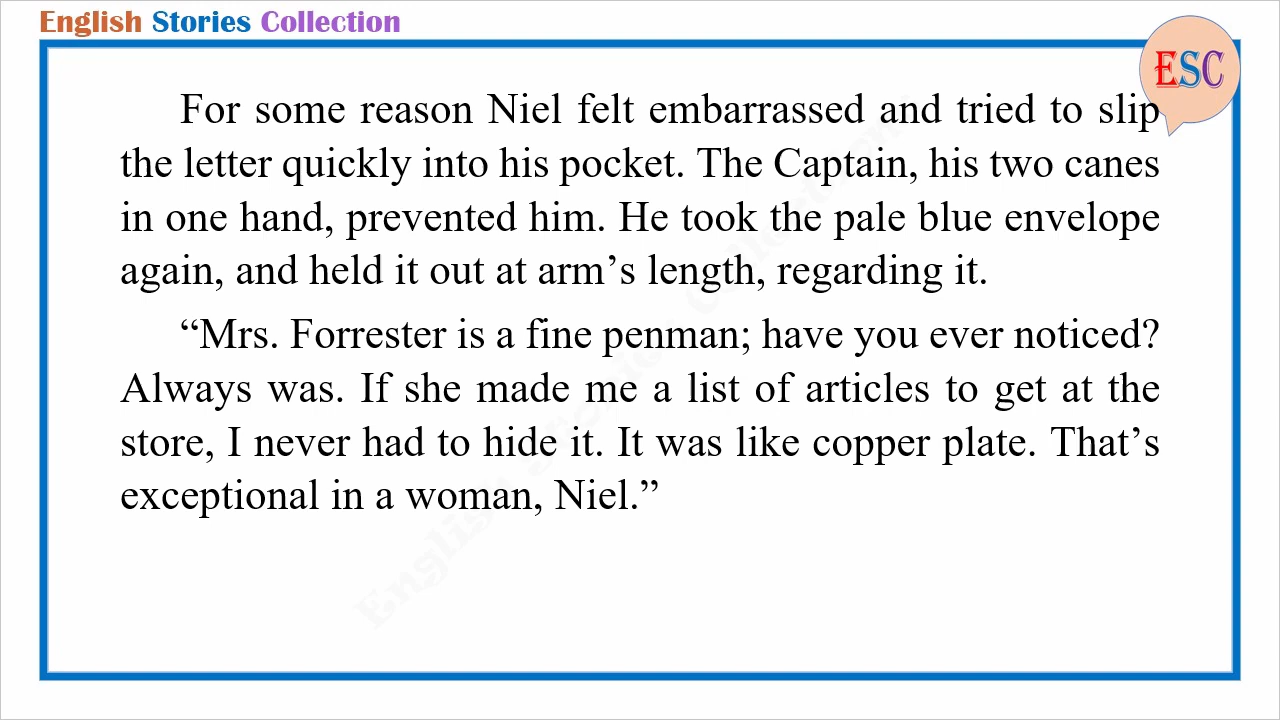 English Stories Collection
ESC
For some reason Niel felt embarrassed and tried to slip
the letter quickly into his pocket. The Captain, his two canes
in one hand, prevented him. He took the pale blue envelope
again, and held it out at arm’s length, regarding it.
“Mrs. Forrester is a fine penman; have you ever noticed?
Always was. If she made me a list of articles to get at the
store, I never had to hide it. It was like copper plate. That’s
exceptional in a woman, Niel.”
English Stories Collection